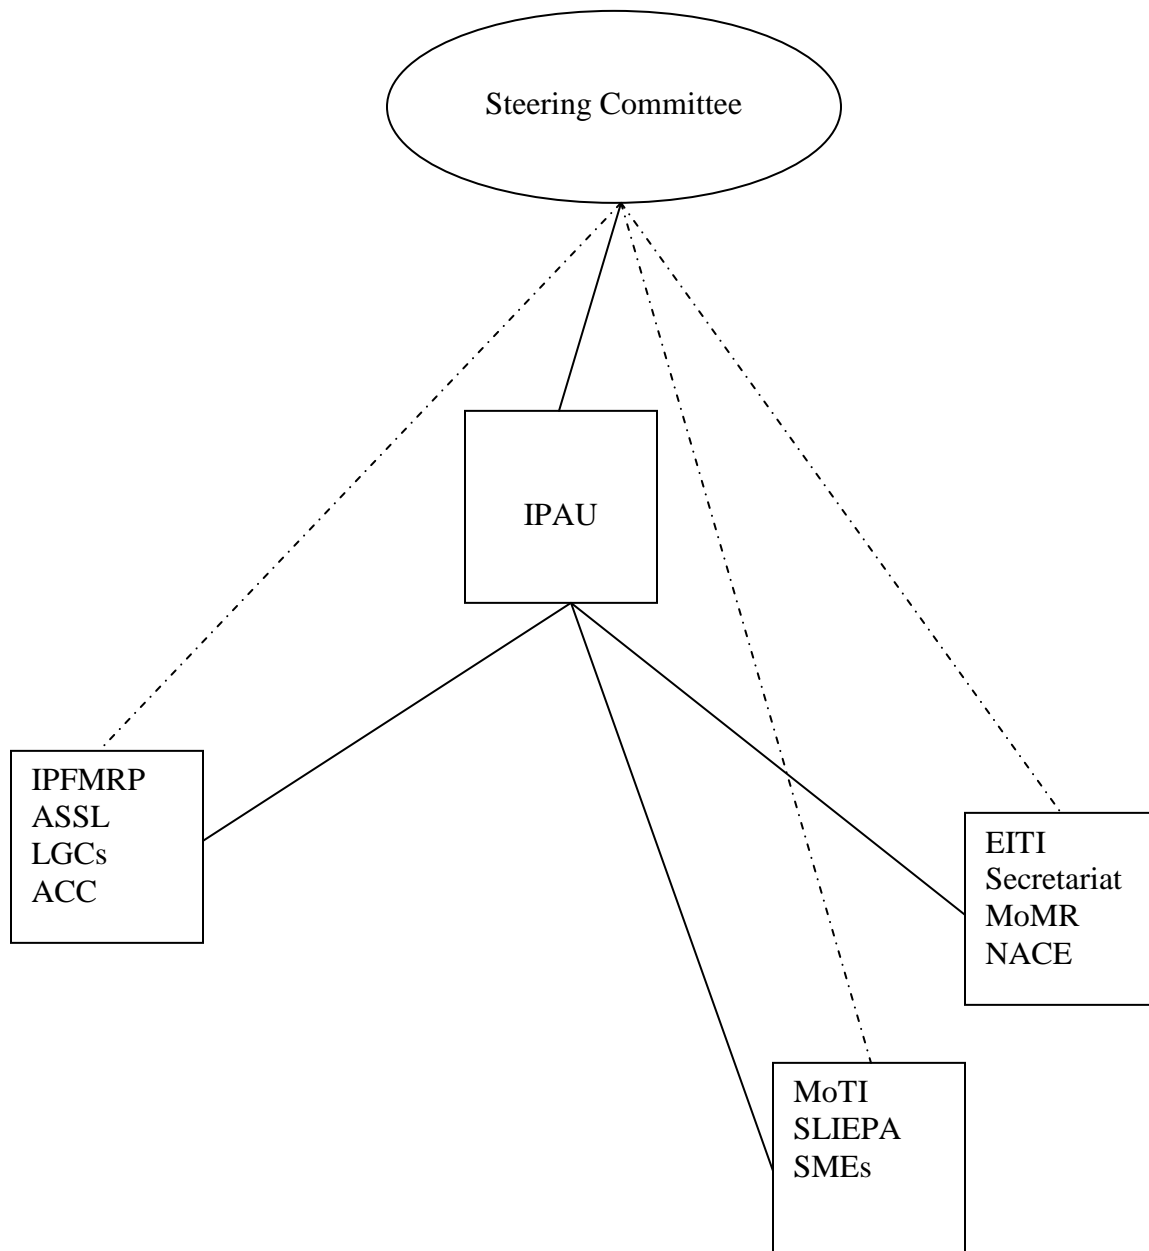 Steering Committee
IPAU
IPFMRP
ASSL
LGCs
ACC
EITI
Secretariat
MoMR
NACE
MoTI
SLIEPA
SMEs